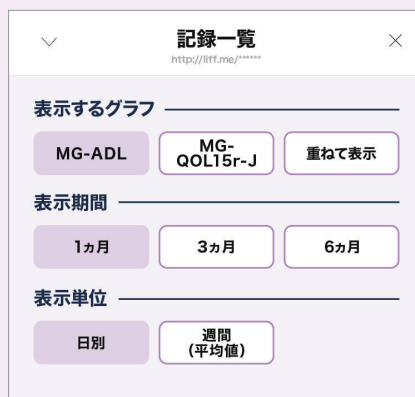 記録一覧
http://liff.me/******
表示するグラフ
MG-ADL
MG-
QOL15r-J
重ねて表示
表示期間
1ヵ月
3ヵ月
6ヵ月
表示単位
日別
週間
(平均値)